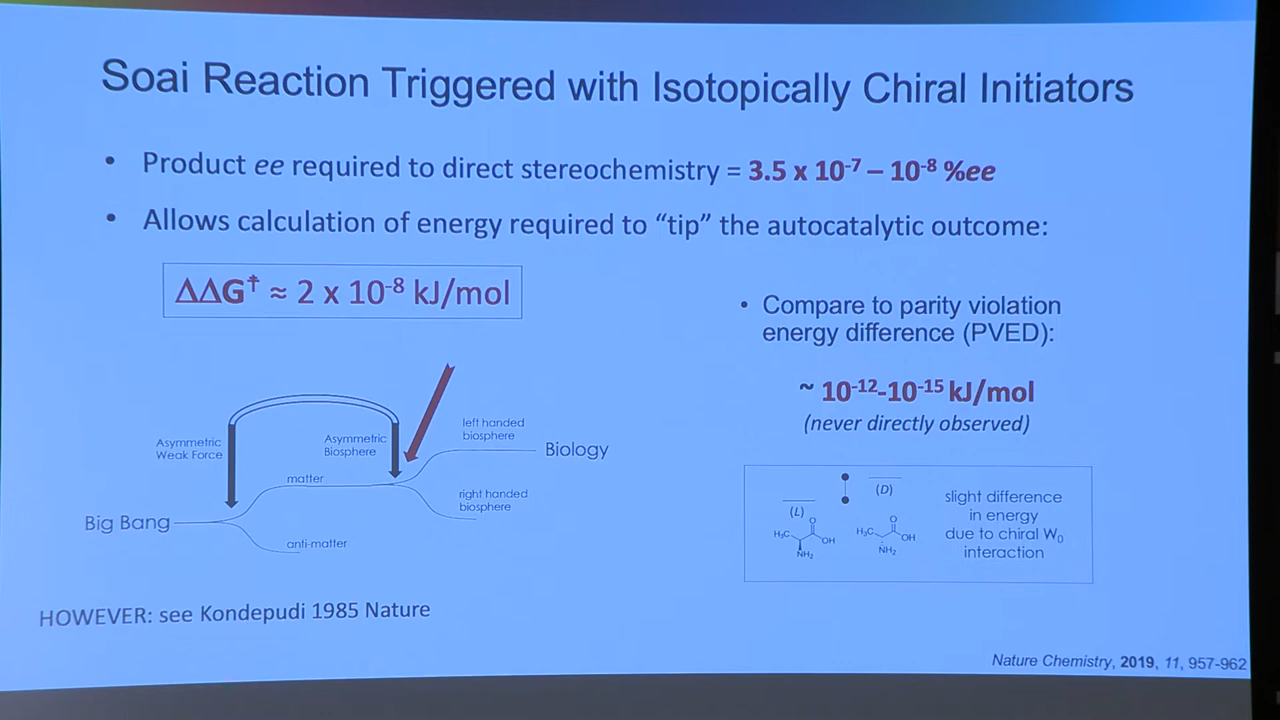 Soai Reaction Triggered with Isotopically Chiral Initiators
• Product ee required to direct stereochemistry = 3.5 x 10⁻⁷ – 10⁻⁸ %ee
• Allows calculation of energy required to “tip” the autocatalytic outcome:
ΔΔG† ≈ 2 x 10⁻⁸ kJ/mol
• Compare to parity violation
energy difference (PVED):
~ 10⁻¹²-10⁻¹⁵ kJ/mol
(never directly observed)
Asymmetric
Weak Force
Asymmetric
Biosphere
left handed
biosphere
Biology
matter
right handed
biosphere
Big Bang
anti-matter
(L)
(D)
H₃C
O
OH
NH₂
H₃C
O
OH
NH₂
slight difference
in energy
due to chiral W₀
interaction
HOWEVER: see Kondepudi 1985 Nature
Nature Chemistry, 2019, 11, 957-962